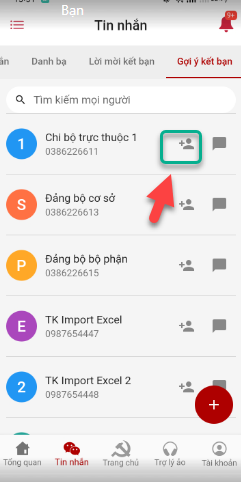 Bạn
Tin nhắn
9+
Danh bạ Lời mời kết bạn Gợi ý kết bạn
Tìm kiếm mọi người
1 Chi bộ trực thuộc 1
0386226611
S Đảng bộ cơ sở
0386226613
P Đảng bộ bộ phận
0386226615
E TK Import Excel
0987654447
2 TK Import Excel 2
0987654448
+
Tổng quan Tin nhắn Trang chủ Trợ lý ảo Tài khoản